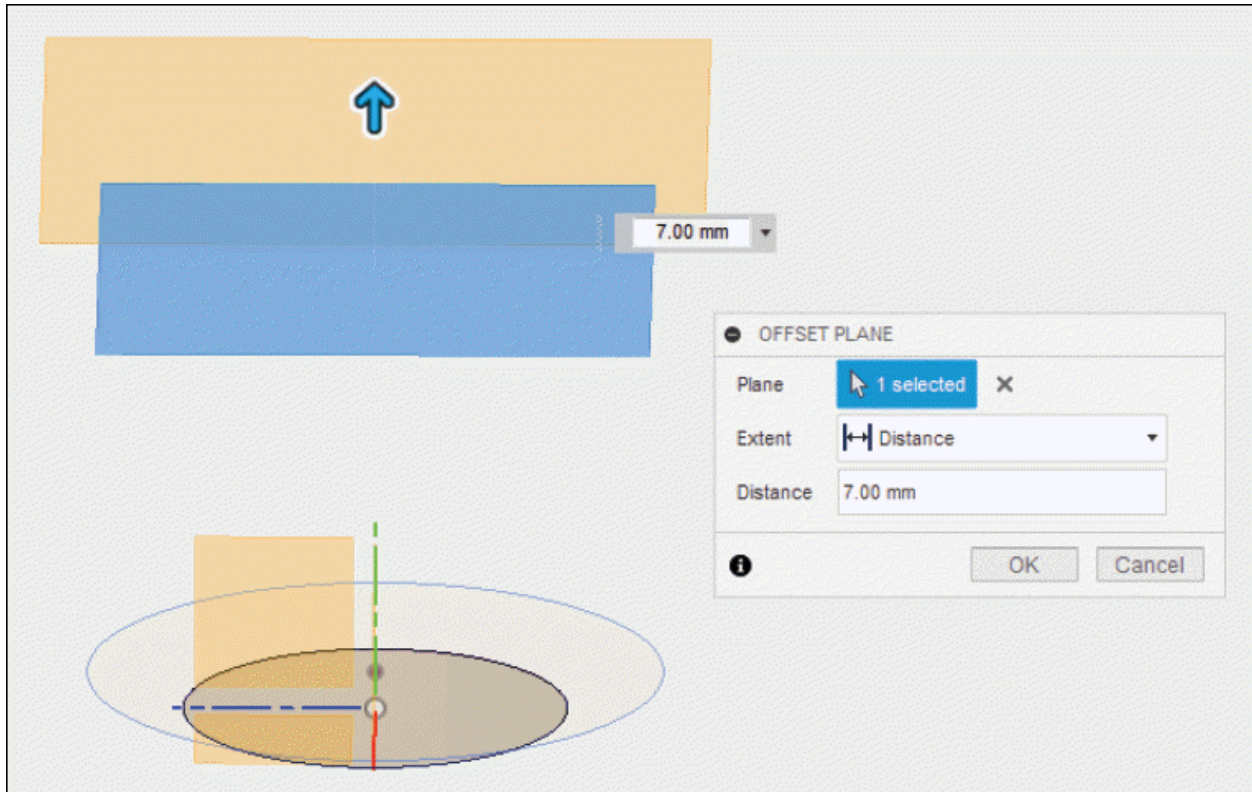 7.00 mm
OFFSET PLANE
Plane 1 selected
Extent Distance
Distance 7.00 mm
OK Cancel